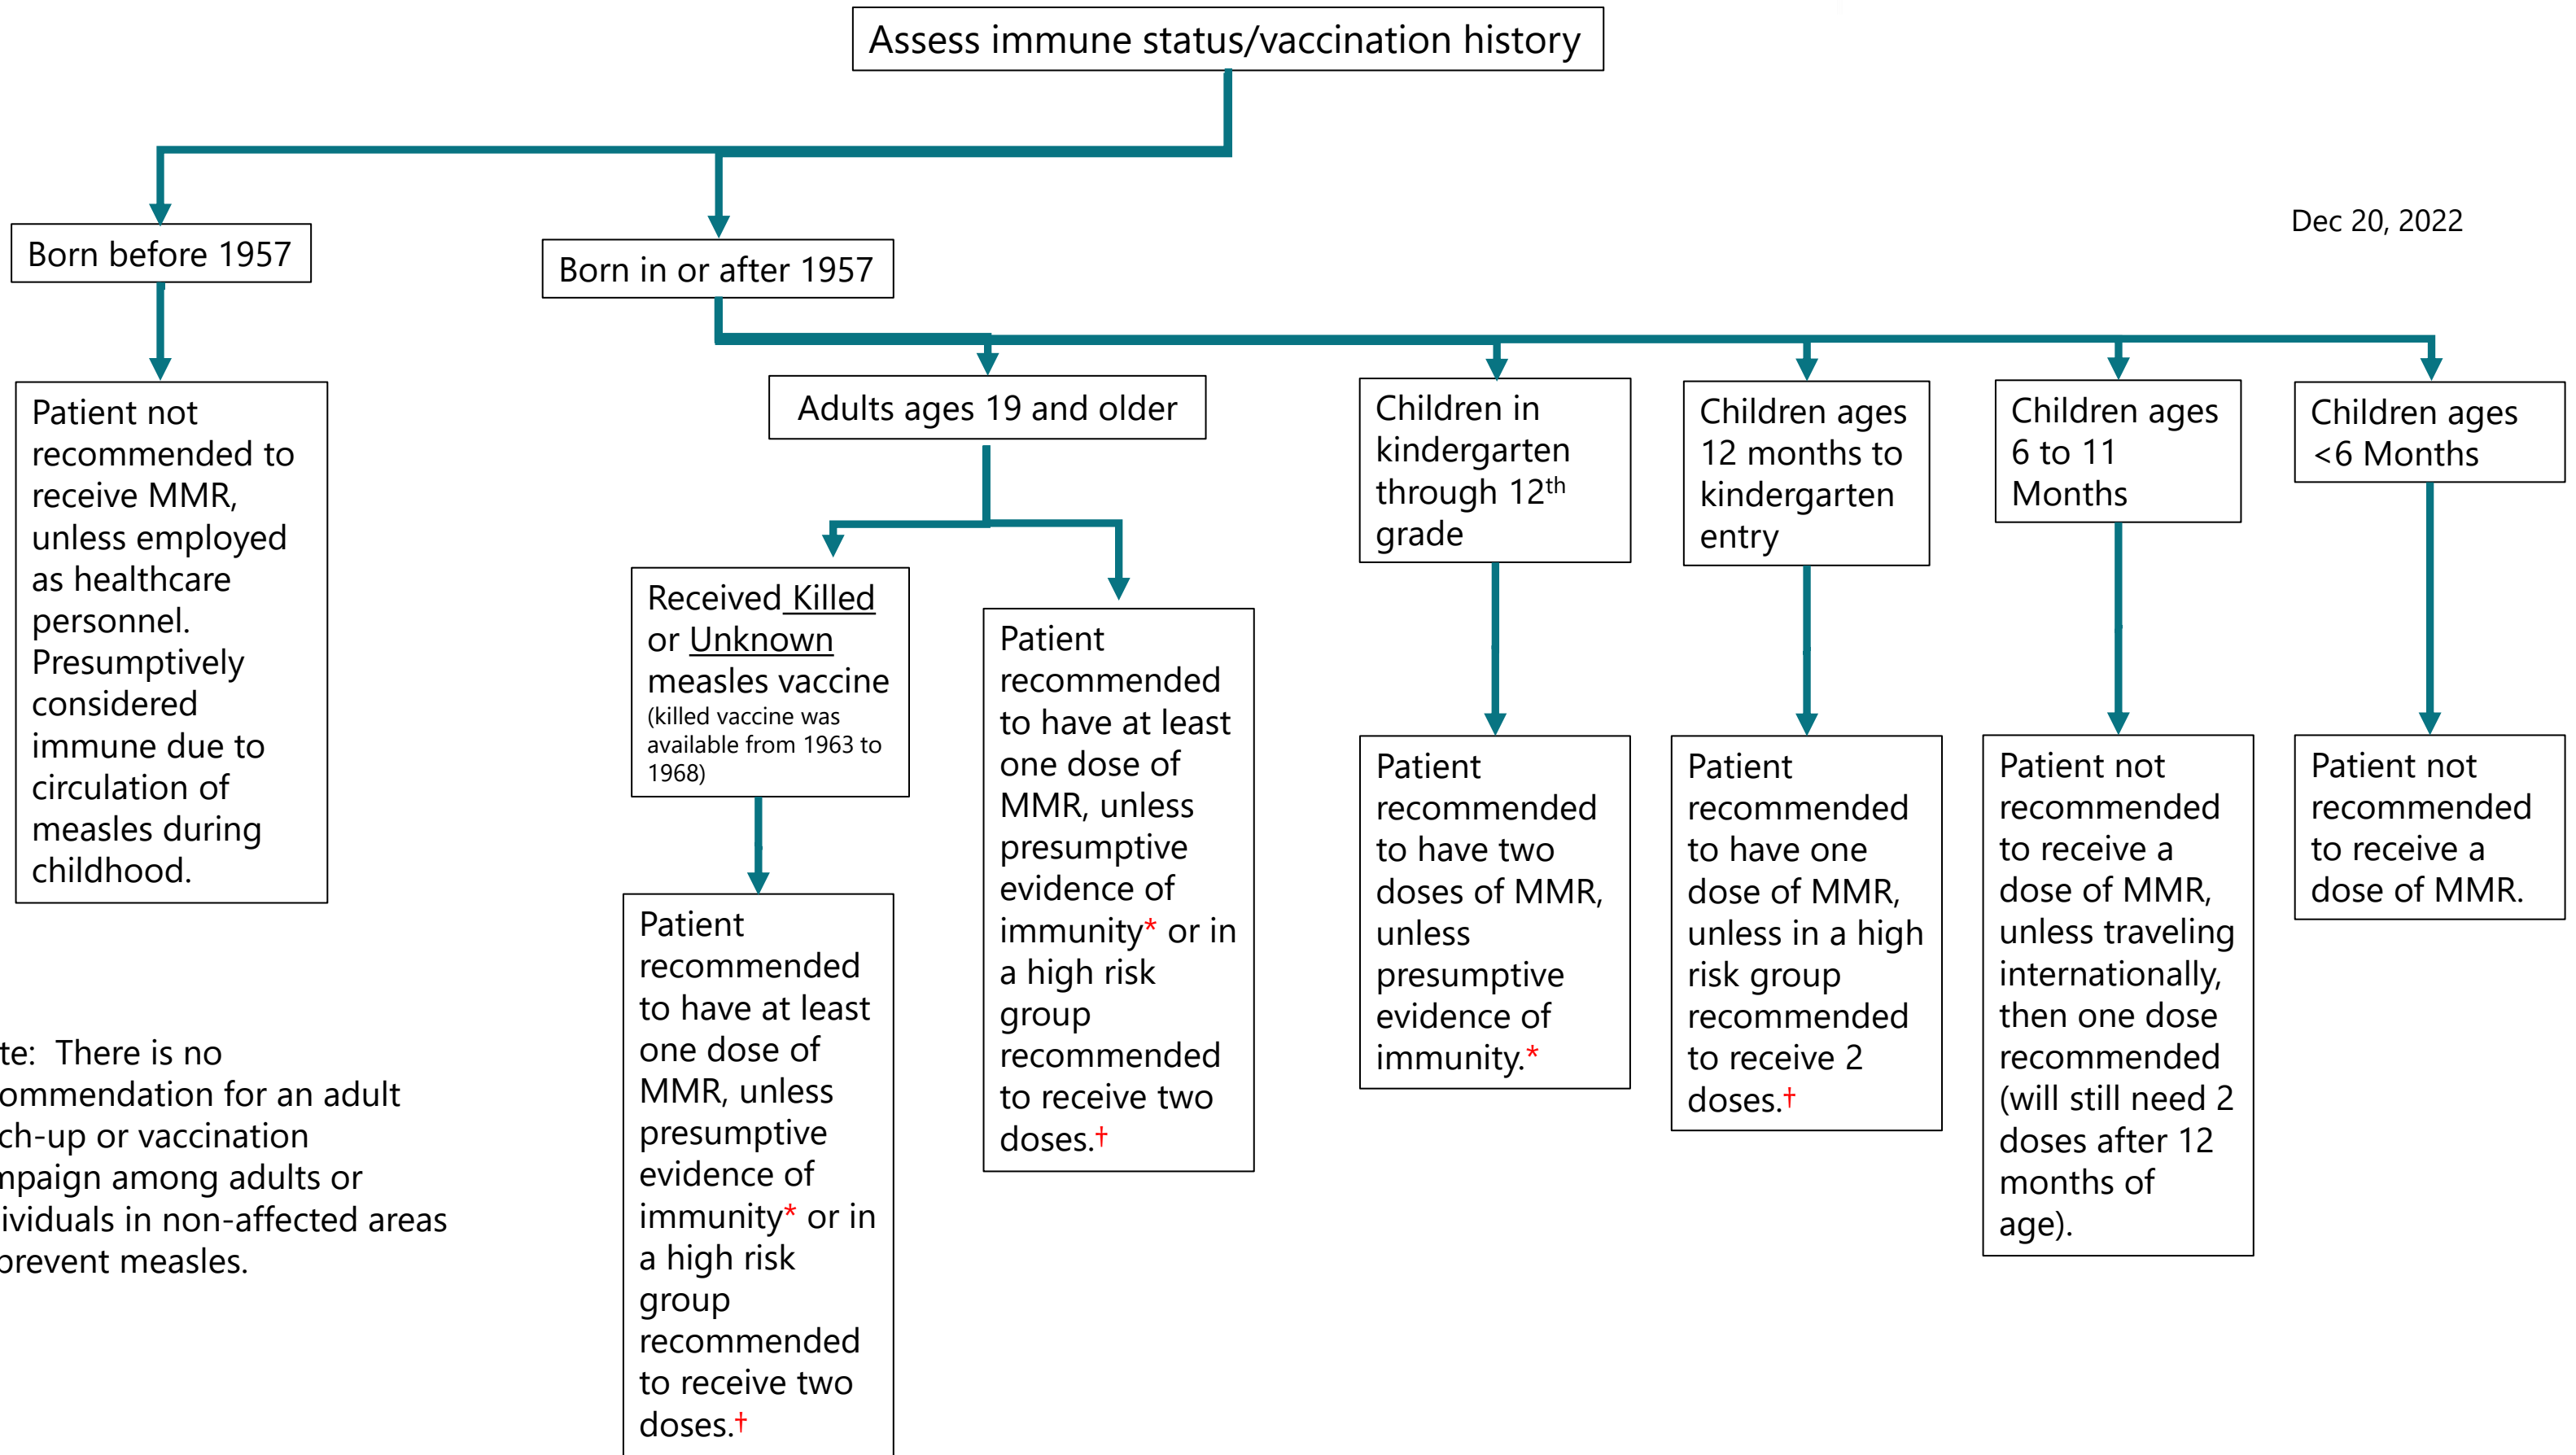 Assess immune status/vaccination history
Dec 20, 2022
Born before 1957
Born in or after 1957
Patient not
recommended to
receive MMR,
unless employed
as healthcare
personnel.
Presumptively
considered
immune due to
circulation of
measles during
childhood.
Adults ages 19 and older
Received Killed
or Unknown
measles vaccine
(killed vaccine was
available from 1963 to
1968)
Patient
recommended
to have at least
one dose of
MMR, unless
presumptive
evidence of
immunity* or in
a high risk
group
recommended
to receive two
doses.†
Patient
recommended
to have at least
one dose of
MMR, unless
presumptive
evidence of
immunity* or in
a high risk
group
recommended
to receive two
doses.†
Children in
kindergarten
through 12th
grade
Patient
recommended
to have two
doses of MMR,
unless
presumptive
evidence of
immunity.*
Children ages
12 months to
kindergarten
entry
Patient
recommended
to have one
dose of MMR,
unless in a high
risk group
recommended
to receive 2
doses.†
Children ages
6 to 11
Months
Patient not
recommended
to receive a
dose of MMR,
unless traveling
internationally,
then one dose
recommended
(will still need 2
doses after 12
months of
age).
Children ages
<6 Months
Patient not
recommended
to receive a
dose of MMR.
te: There is no
ommendation for an adult
ch-up or vaccination
mpaign among adults or
ividuals in non-affected areas
prevent measles.